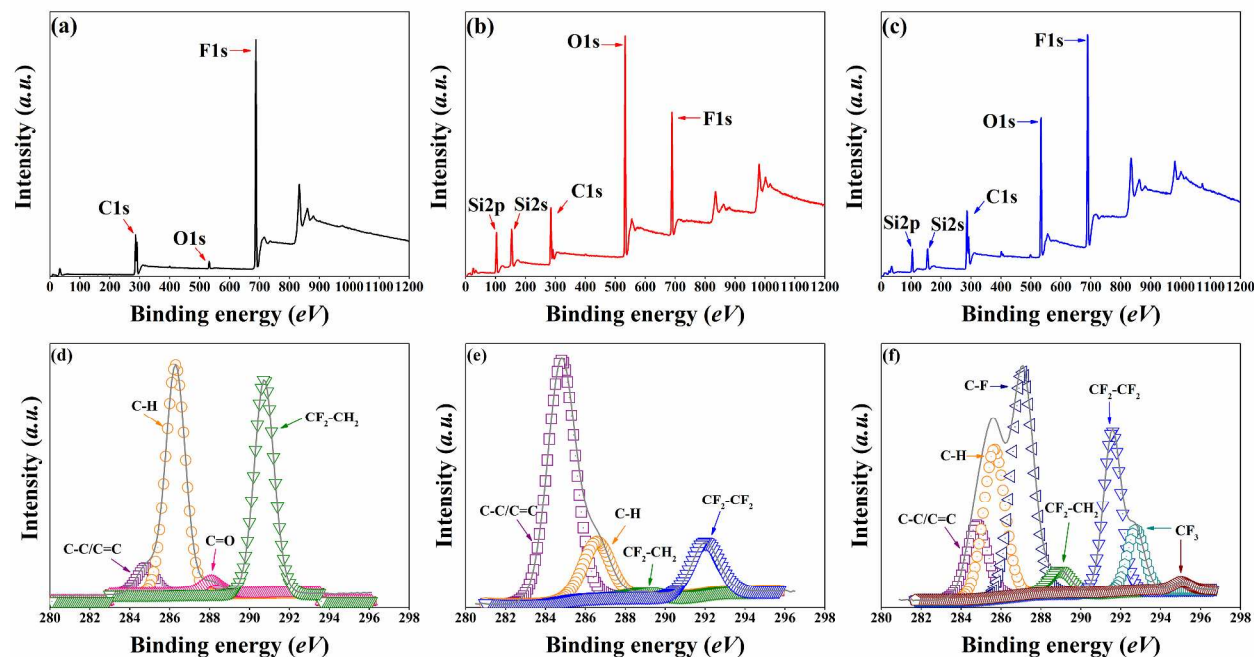 (a)
F1s
C1s
O1s
Intensity (a.u.)
0 100 200 300 400 500 600 700 800 900 1000 1200
Binding energy (eV)
(b)
O1s
F1s
C1s
Si2p
Si2s
Intensity (a.u.)
0 100 200 300 400 500 600 700 800 900 1000 1200
Binding energy (eV)
(c)
F1s
O1s
C1s
Si2p
Si2s
Intensity (a.u.)
0 100 200 300 400 500 600 700 800 900 1000 1200
Binding energy (eV)
(d)
C-H
CF2-CH2
C=O
C-C/C=C
Intensity (a.u.)
282 284 286 288 290 292 294 296 298
Binding energy (eV)
(e)
C-C/C=C
C-H
CF2-CH2
CF2-CF2
Intensity (a.u.)
280 282 284 286 288 290 292 294 296 298
Binding energy (eV)
(f)
C-F
CF2-CF2
C-H
C-C/C=C
CF2-CH2
CF3
Intensity (a.u.)
280 282 284 286 288 290 292 294 296 298
Binding energy (eV)